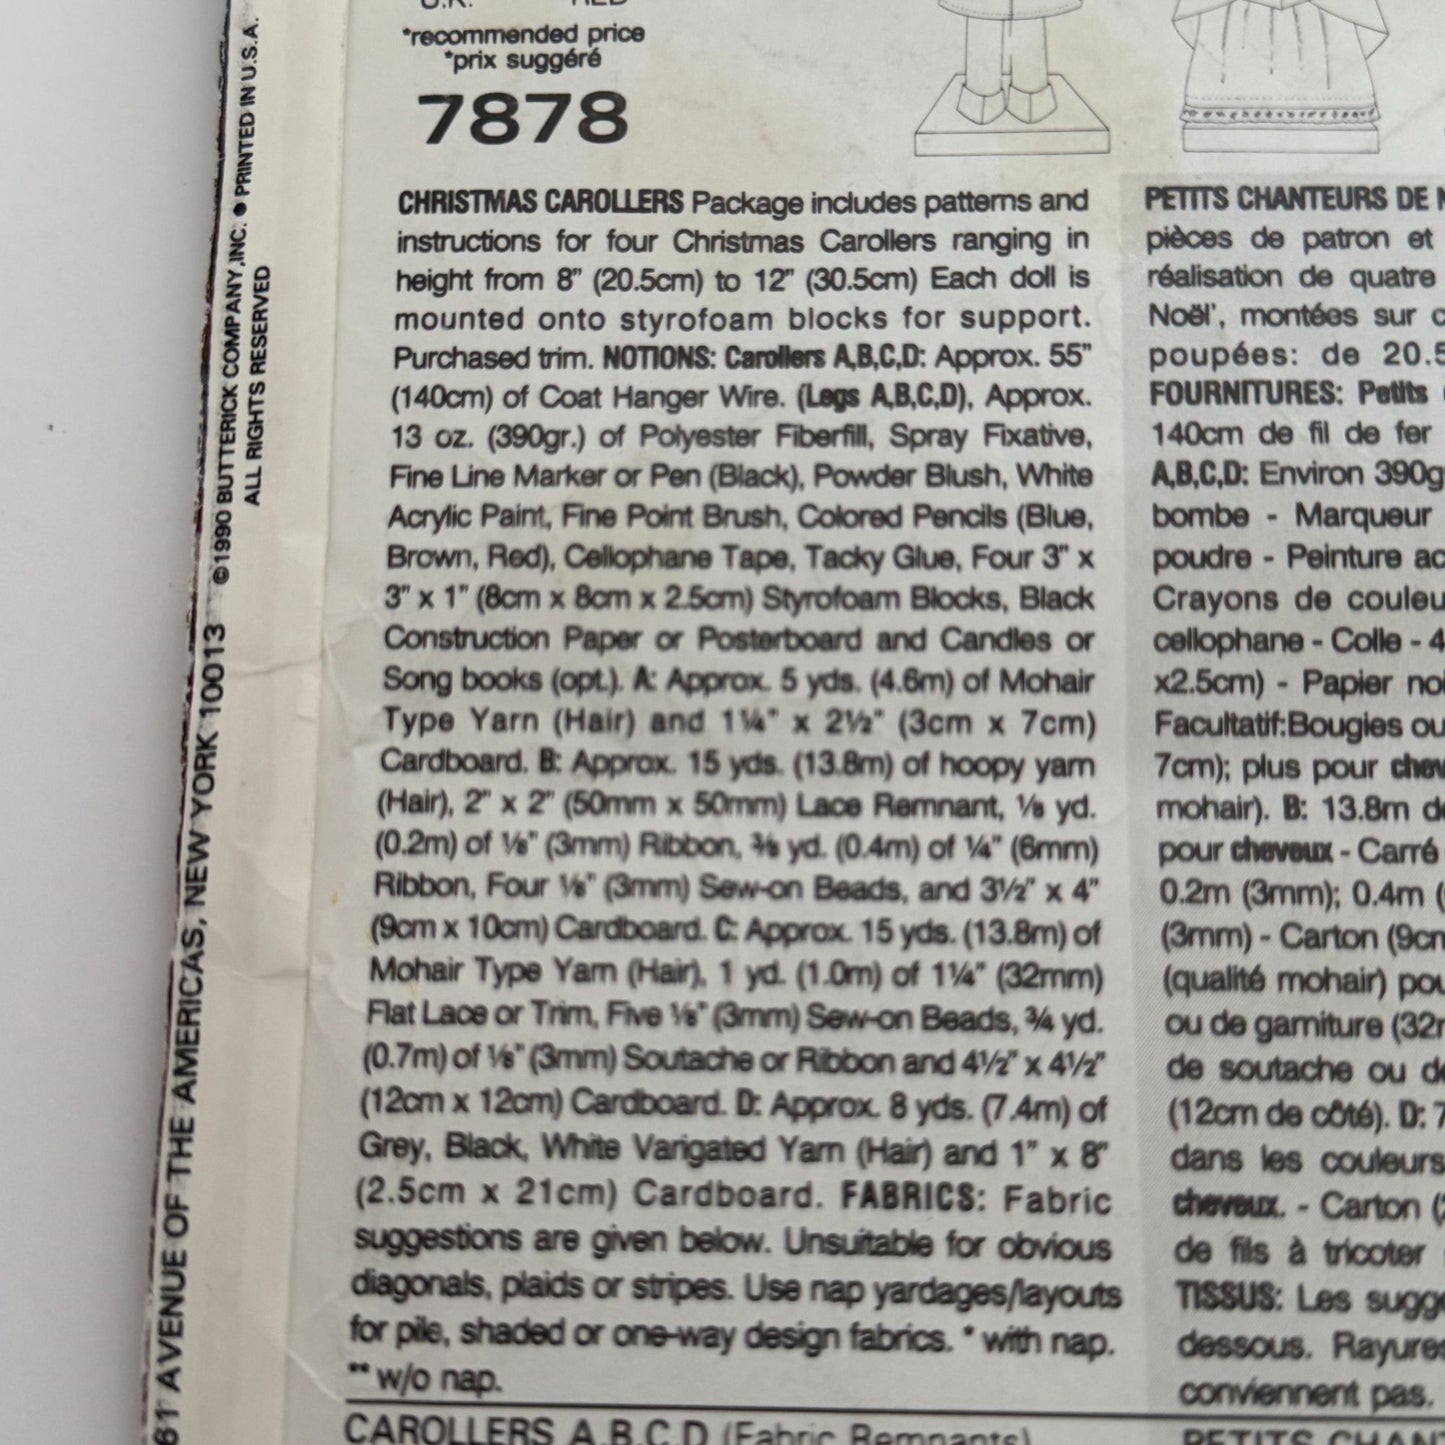 *recommended price
*prix suggéré
7878
CHRISTMAS CAROLLERS Package includes patterns and
instructions for four Christmas Carollers ranging in
height from 8" (20.5cm) to 12" (30.5cm) Each doll is
mounted onto styrofoam blocks for support.
Purchased trim. NOTIONS: Carollers A,B,C,D: Approx. 55"
(140cm) of Coat Hanger Wire. (Legs A,B,C,D), Approx.
13 oz. (390gr.) of Polyester Fiberfill, Spray Fixative,
Fine Line Marker or Pen (Black), Powder Blush, White
Acrylic Paint, Fine Point Brush, Colored Pencils (Blue,
Brown, Red), Cellophane Tape, Tacky Glue, Four 3" x
3" x 1" (8cm x 8cm x 2.5cm) Styrofoam Blocks, Black
Construction Paper or Posterboard and Candles or
Song books (opt.). A: Approx. 5 yds. (4.6m) of Mohair
Type Yarn (Hair) and 1¼" x 2½" (3cm x 7cm)
Cardboard. B: Approx. 15 yds. (13.8m) of hoopy yarn
(Hair), 2" x 2" (50mm x 50mm) Lace Remnant, ⅛ yd.
(0.2m) of ⅛" (3mm) Ribbon, ⅜ yd. (0.4m) of ¼" (6mm)
Ribbon, Four ⅛" (3mm) Sew-on Beads, and 3½" x 4"
(9cm x 10cm) Cardboard. C: Approx. 15 yds. (13.8m) of
Mohair Type Yarn (Hair), 1 yd. (1.0m) of 1¼" (32mm)
Flat Lace or Trim, Five ⅛" (3mm) Sew-on Beads, ¾ yd.
(0.7m) of ⅛" (3mm) Soutache or Ribbon and 4½" x 4½"
(12cm x 12cm) Cardboard. D: Approx. 8 yds. (7.4m) of
Grey, Black, White Varigated Yarn (Hair) and 1" x 8"
(2.5cm x 21cm) Cardboard. FABRICS: Fabric
suggestions are given below. Unsuitable for obvious
diagonals, plaids or stripes. Use nap yardages/layouts
for pile, shaded or one-way design fabrics. * with nap.
** w/o nap.
CAROLLERS A,B,C,D (Fabric Remnants)
PETITS CHANTEURS DE
pièces de patron et
réalisation de quatre
Noël', montées sur
poupées: de 20.5
FOURNITURES: Petits
140cm de fil de fer
A,B,C,D: Environ 390g
bombe - Marqueur
poudre - Peinture ac
Crayons de couleu
cellophane - Colle - 4
x2.5cm) - Papier noi
Facultatif:Bougies ou
7cm); plus pour chev
mohair). B: 13.8m de
pour cheveux - Carré
0.2m (3mm); 0.4m (
(3mm) - Carton (9cm
(qualité mohair) pou
ou de garniture (32m
de soutache ou de
(12cm de côté). D: 7
dans les couleurs
cheveux. - Carton (2
de fils à tricoter
TISSUS: Les sugge
dessous. Rayures
conviennent pas.
PETITS CHANT
61 AVENUE OF THE AMERICAS, NEW YORK 10013 ©1990 BUTTERICK COMPANY,INC. ● PRINTED IN U.S.A.
ALL RIGHTS RESERVED